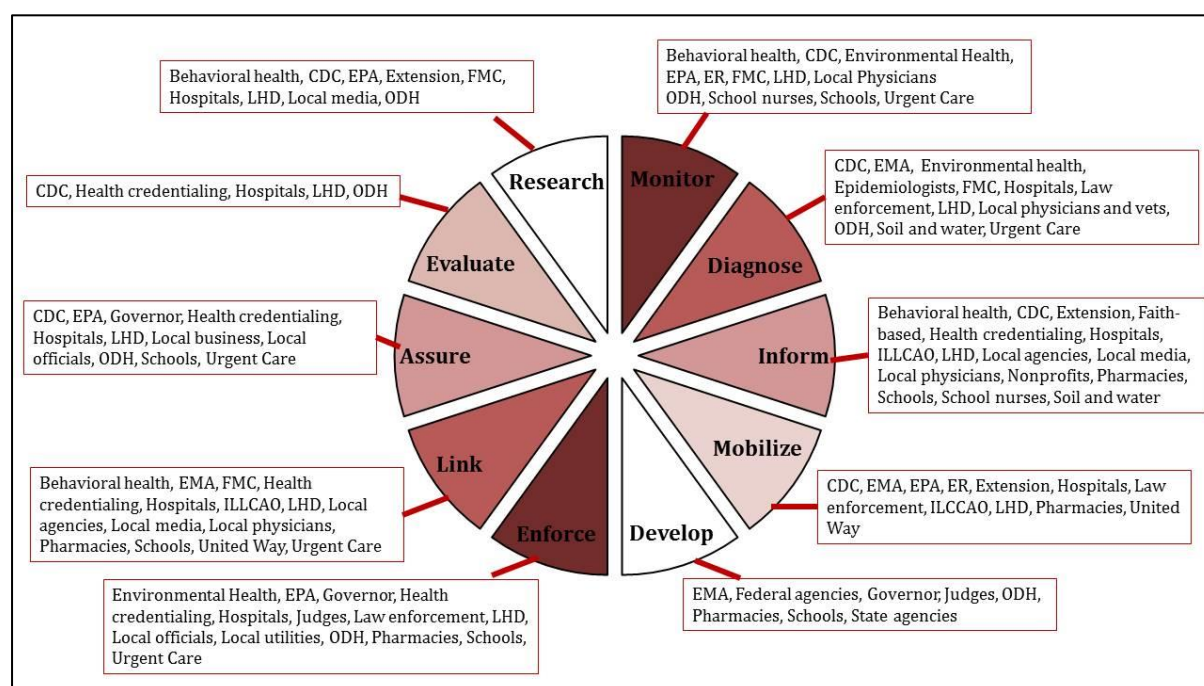 Behavioral health, CDC, EPA, Extension, FMC,
Hospitals, LHD, Local media, ODH
Research
Behavioral health, CDC, Environmental Health,
EPA, ER, FMC, LHD, Local Physicians
ODH, School nurses, Schools, Urgent Care
Monitor
CDC, EMA, Environmental health,
Epidemiologists, FMC, Hospitals, Law
enforcement, LHD, Local physicians and vets,
ODH, Soil and water, Urgent Care
Diagnose
Behavioral health, CDC, Extension, Faith-
based, Health credentialing, Hospitals,
ILLCAO, LHD, Local agencies, Local media,
Local physicians, Nonprofits, Pharmacies,
Schools, School nurses, Soil and water
Inform
CDC, EMA, EPA, ER, Extension, Hospitals, Law
enforcement, ILCCAO, LHD, Pharmacies, United
Way
Mobilize
EMA, Federal agencies, Governor, Judges, ODH,
Pharmacies, Schools, State agencies
Develop
Environmental Health, EPA, Governor, Health
credentialing, Hospitals, Judges, Law enforcement, LHD,
Local officials, Local utilities, ODH, Pharmacies, Schools,
Urgent Care
Enforce
Behavioral health, EMA, FMC, Health
credentialing, Hospitals, ILLCAO, LHD, Local
agencies, Local media, Local physicians,
Pharmacies, Schools, United Way, Urgent Care
Link
CDC, EPA, Governor, Health credentialing,
Hospitals, LHD, Local business, Local
officials, ODH, Schools, Urgent Care
Assure
CDC, Health credentialing, Hospitals, LHD, ODH
Evaluate